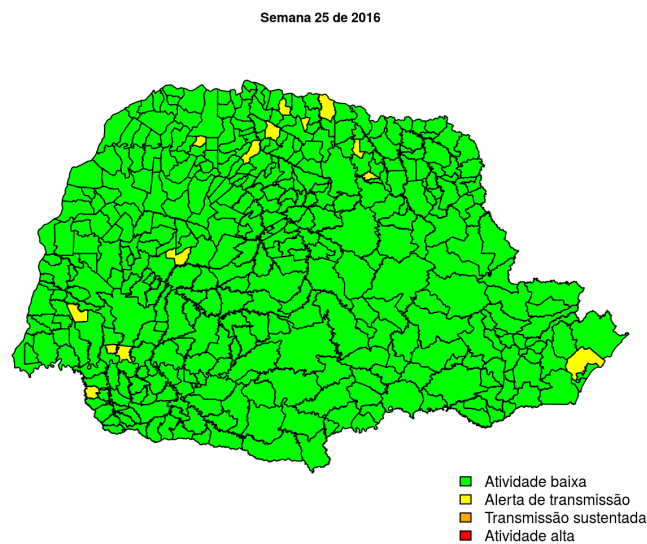 Semana 25 de 2016
Atividade baixa
Alerta de transmissão
Transmissão sustentada
Atividade alta